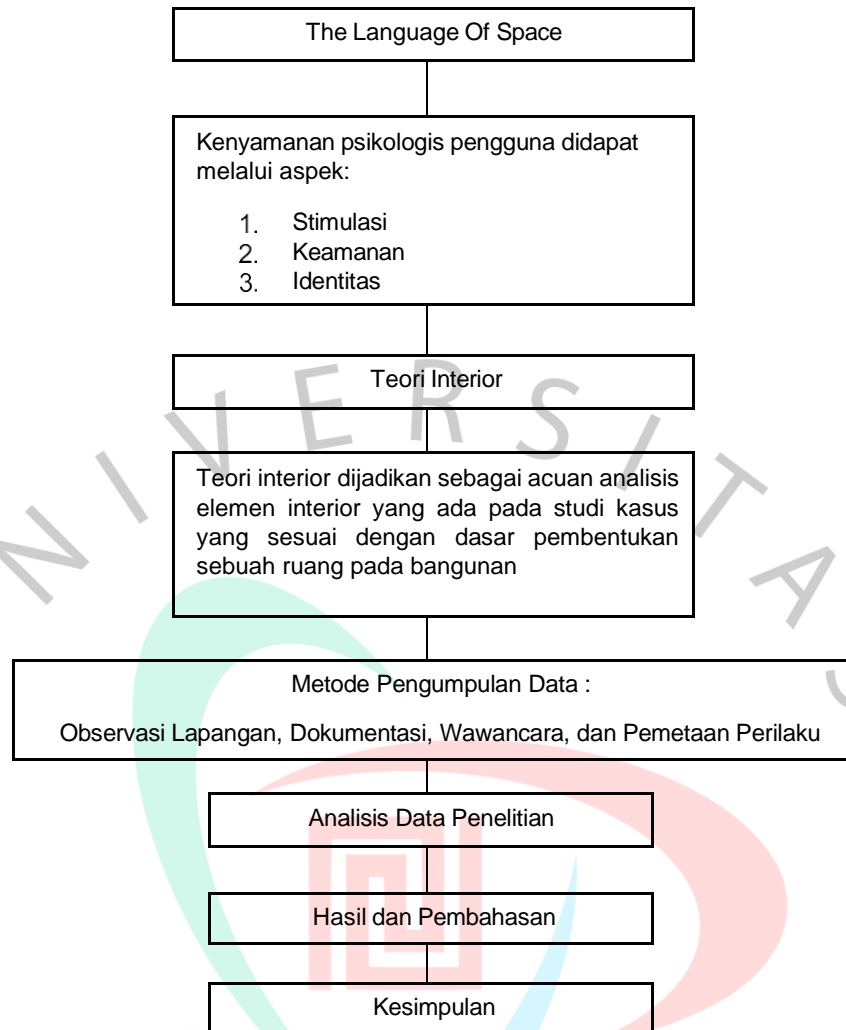 The Language Of Space
Kenyamanan psikologis pengguna didapat
melalui aspek:
1. Stimulasi
2. Keamanan
3. Identitas
Teori Interior
Teori interior dijadikan sebagai acuan analisis
elemen interior yang ada pada studi kasus
yang sesuai dengan dasar pembentukan
sebuah ruang pada bangunan
Metode Pengumpulan Data :
Observasi Lapangan, Dokumentasi, Wawancara, dan Pemetaan Perilaku
Analisis Data Penelitian
Hasil dan Pembahasan
Kesimpulan
NIVERSITAS